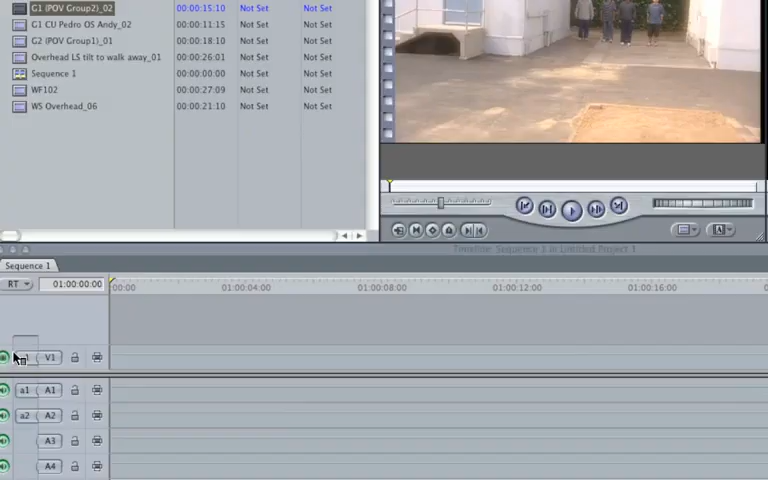 G1 (POV Group2)_02 00:00:15:10 Not Set Not Set
G1 CU Pedro OS Andy_02 00:00:11:15 Not Set Not Set
G2 (POV Group1)_01 00:00:18:10 Not Set Not Set
Overhead LS tilt to walk away_01 00:00:26:01 Not Set Not Set
Sequence 1 00:00:00:00 Not Set Not Set
WF102 00:00:27:09 Not Set Not Set
WS Overhead_06 00:00:21:10 Not Set Not Set
A
Timeline: Sequence 1 in Untitled Project 1
Sequence 1
RT 01:00:00:00 00:00 01:00:04:00 01:00:08:00 01:00:12:00 01:00:16:00
V1
a1 A1
a2 A2
A3
A4